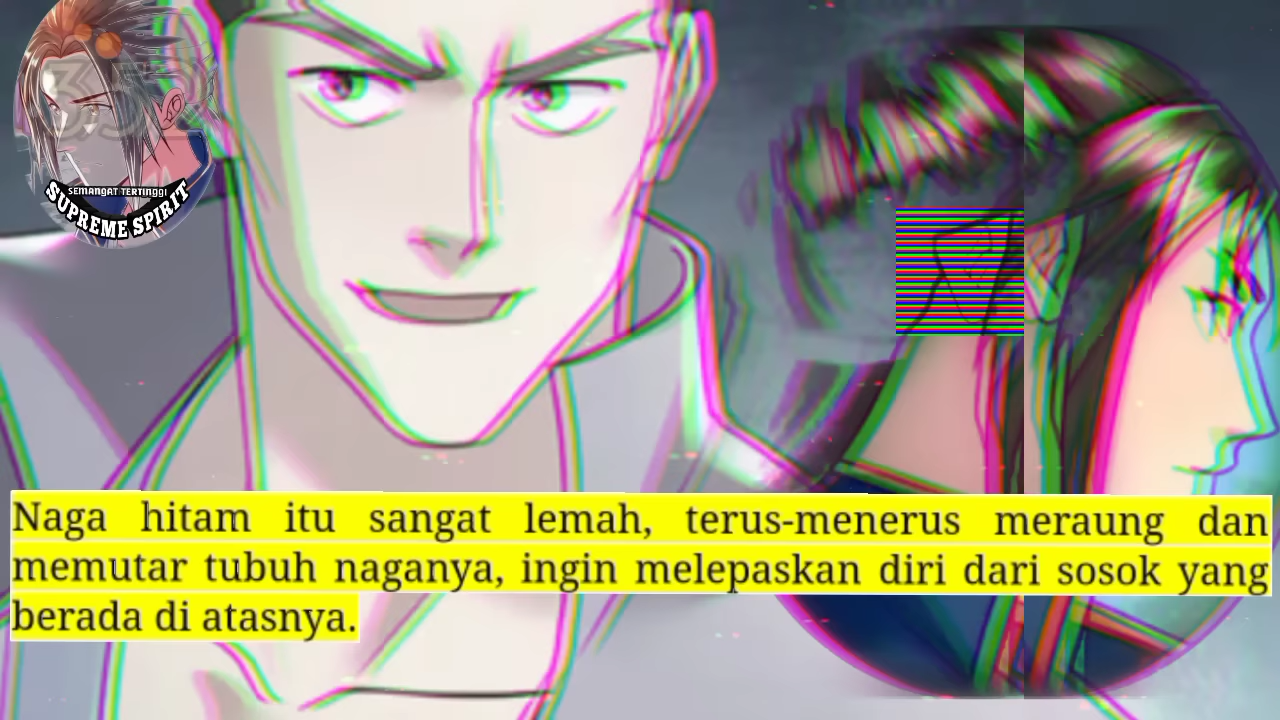 352
SEMANGAT TERTINGGI
SUPREME SPIRIT
Naga hitam itu sangat lemah, terus-menerus meraung dan
memutar tubuh naganya, ingin melepaskan diri dari sosok yang
berada di atasnya.